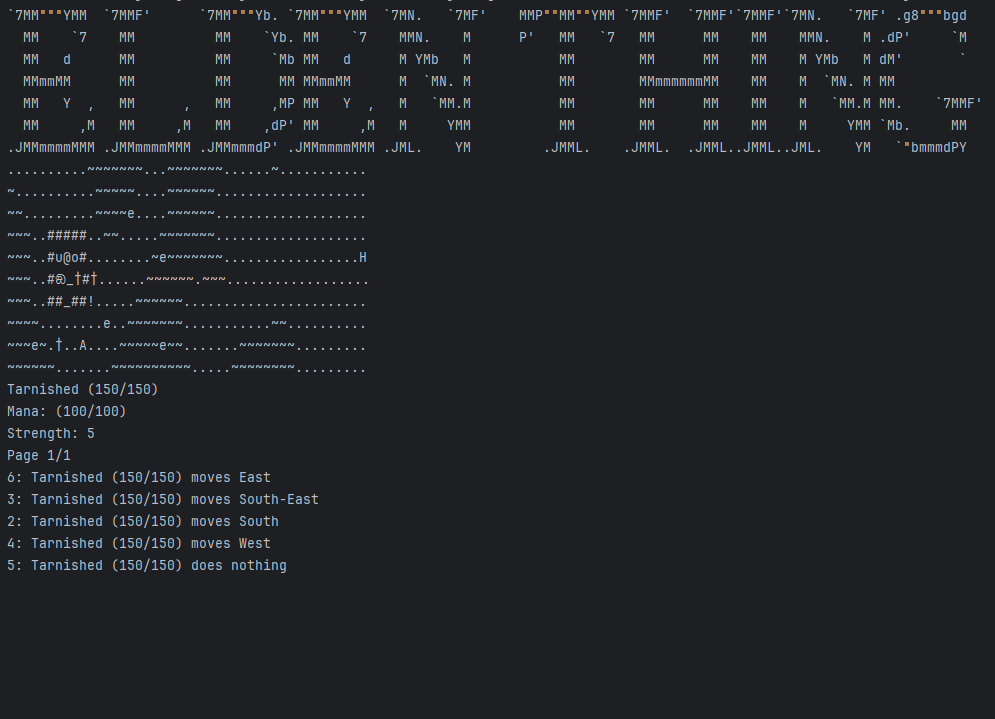 `7MM"""YMM  `7MMF'      `7MM"""Yb. `7MM"""YMM  `7MN.   `7MF'    MMP""MM""YMM `7MMF'  `7MMF'`7MMF'`7MN.   `7MF' .g8"""bgd
  MM    `7    MM          MM    `Yb. MM    `7    MMN.    M      P'   MM   `7   MM      MM    MM    MMN.    M .dP'     `M
  MM   d      MM          MM     `Mb MM   d      M YMb   M           MM        MM      MM    MM    M YMb   M dM'       `
  MMmmMM      MM          MM      MM MMmmMM      M  `MN. M           MM        MMmmmmmmMM    MM    M  `MN. M MM
  MM   Y  ,   MM      ,   MM     ,MP MM   Y  ,   M   `MM.M           MM        MM      MM    MM    M   `MM.M MM.    `7MMF'
  MM     ,M   MM     ,M   MM    ,dP' MM     ,M   M     YMM           MM        MM      MM    MM    M     YMM `Mb.     MM
.JMMmmmmMMM .JMMmmmmMMM .JMMmmmdP' .JMMmmmmMMM .JML.    YM         .JMML.    .JMML.  .JMML..JMML..JML.    YM   `"bmmmdPY
..........~~~~~~~...~~~~~~~......~...........
~..........~~~~~....~~~~~~...................
~~.........~~~~e....~~~~~~...................
~~~..#####..~~.....~~~~~~~...................
~~~..#u@o#........~e~~~~~~~.................H
~~~..#@_†#†......~~~~~~.~~~..................
~~~..##_##!.....~~~~~~.......................
~~~~........e..~~~~~~~...........~~..........
~~~e~.†..A....~~~~~e~~.......~~~~~~~.........
~~~~~~.......~~~~~~~~~~.....~~~~~~~~.........
Tarnished (150/150)
Mana: (100/100)
Strength: 5
Page 1/1
6: Tarnished (150/150) moves East
3: Tarnished (150/150) moves South-East
2: Tarnished (150/150) moves South
4: Tarnished (150/150) moves West
5: Tarnished (150/150) does nothing